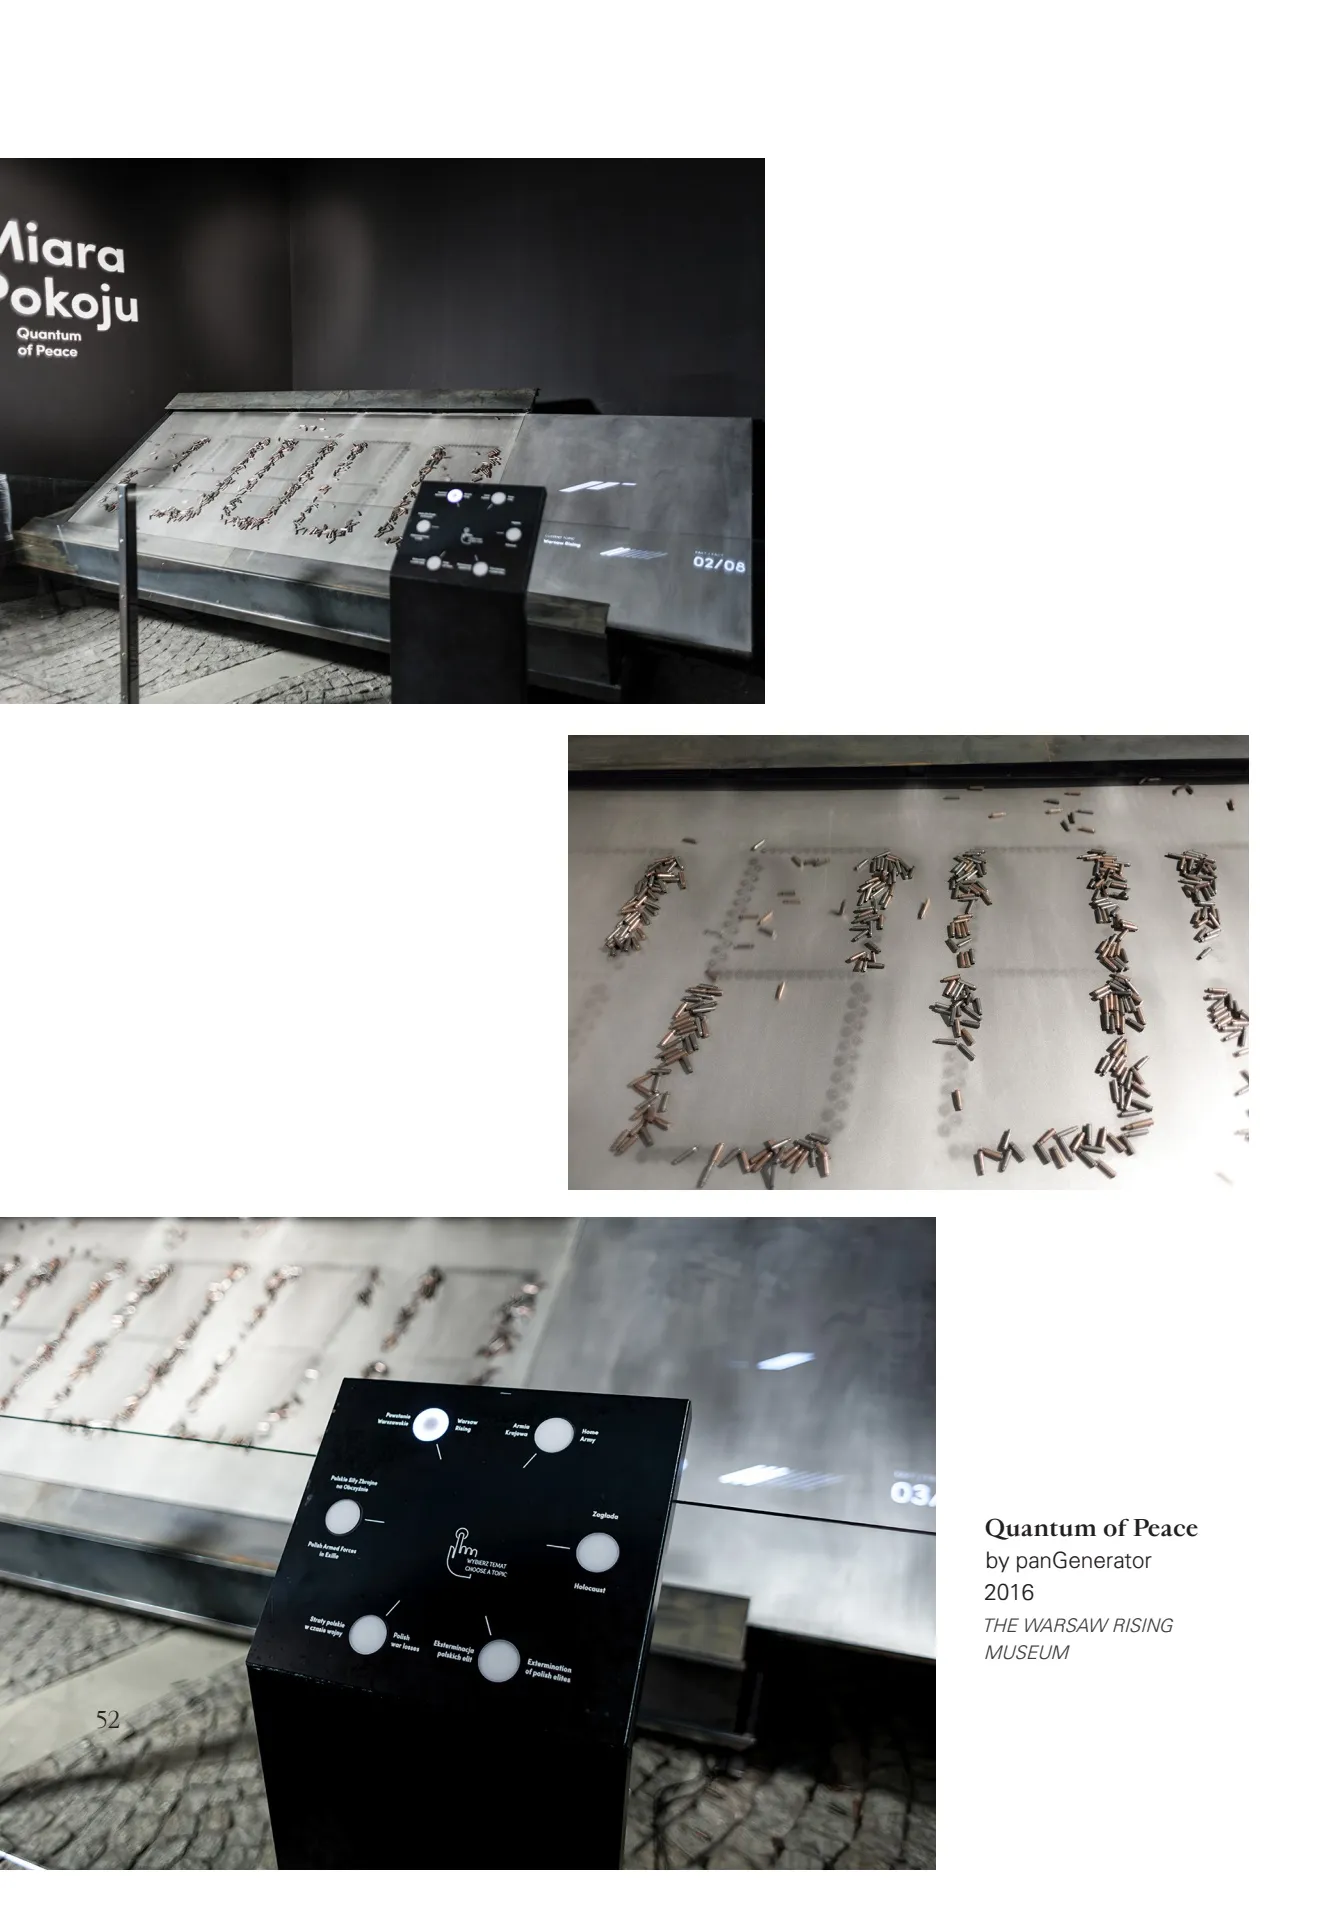 Miara
Pokoju
Quantum
of Peace
Warsaw Rising
02/08
Powstanie
Warszawskie
Warsaw
Rising
Armia
Krajowa
Home
Army
Polskie Siły Zbrojne
na Obczyźnie
Polish Armed Forces
in Exille
Zagłada
Holocaust
WYBIERZ TEMAT
CHOOSE A TOPIC
Straty polskie
w czasie wojny
Polish
war losses
Eksterminacja
polskich elit
Extermination
of polish elites
03/
Quantum of Peace
by panGenerator
2016
THE WARSAW RISING
MUSEUM
52